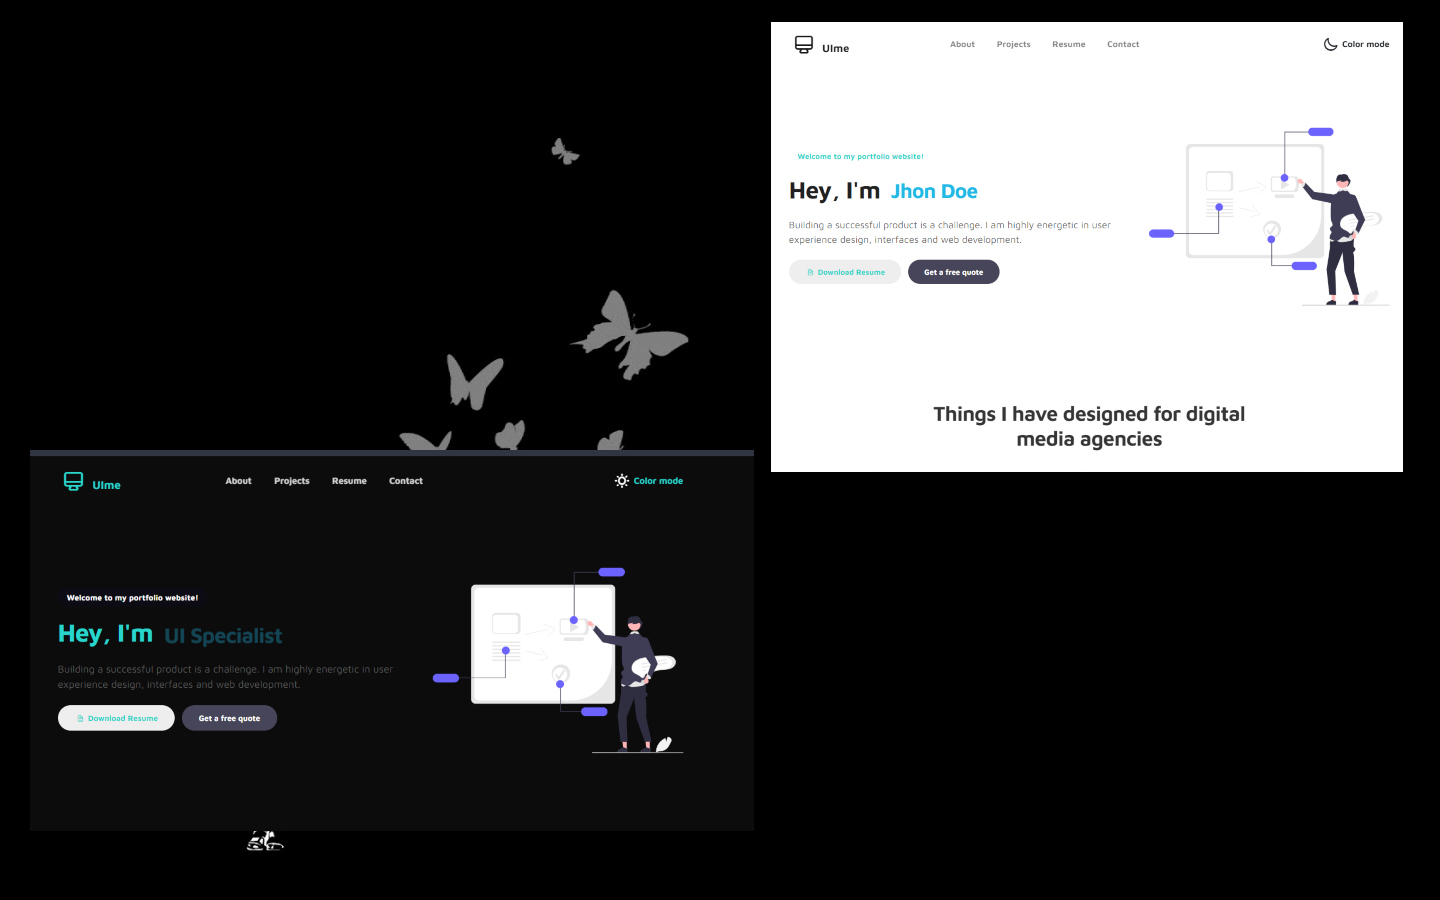 UIme
About Projects Resume Contact
Color mode
Welcome to my portfolio website!
Hey, I'm Jhon Doe
Building a successful product is a challenge. I am highly energetic in user
experience design, interfaces and web development.
Download Resume Get a free quote
Things I have designed for digital
media agencies
UIme
About Projects Resume Contact
Color mode
Welcome to my portfolio website!
Hey, I'm UI Specialist
Building a successful product is a challenge. I am highly energetic in user
experience design, interfaces and web development.
Download Resume Get a free quote